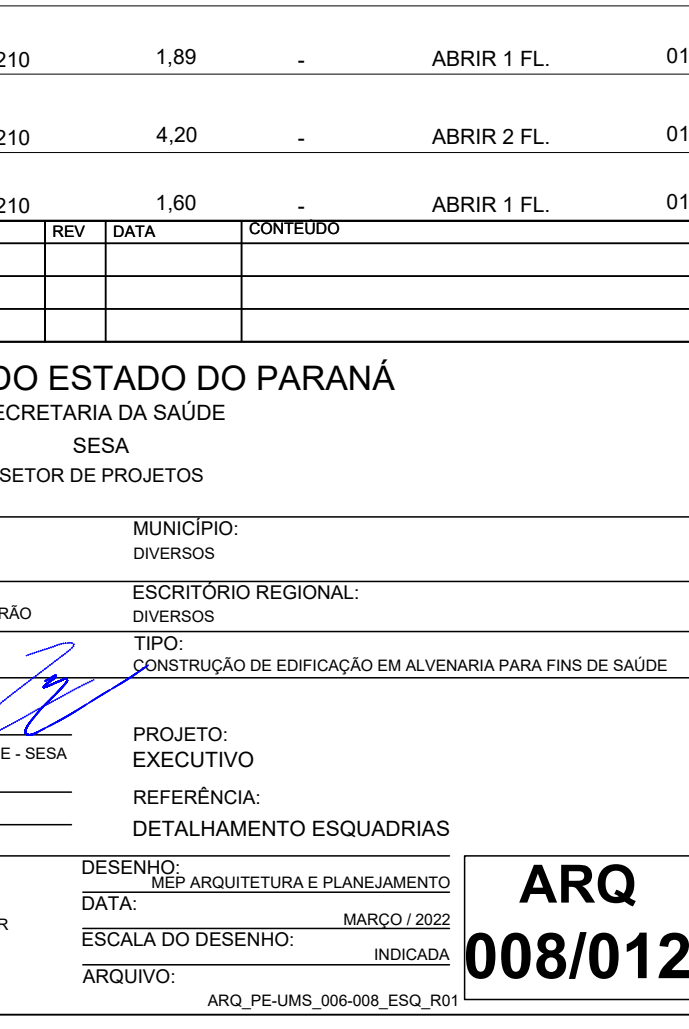 210 1,89 - ABRIR 1 FL. 01
210 4,20 - ABRIR 2 FL. 01
210 1,60 - ABRIR 1 FL. 01
REV DATA CONTEÚDO
DO ESTADO DO PARANÁ
ECRETARIA DA SAÚDE
SESA
SETOR DE PROJETOS
MUNICÍPIO:
DIVERSOS
ESCRITÓRIO REGIONAL:
RÃO DIVERSOS
TIPO:
CONSTRUÇÃO DE EDIFICAÇÃO EM ALVENARIA PARA FINS DE SAÚDE
PROJETO:
E - SESA EXECUTIVO
REFERÊNCIA:
DETALHAMENTO ESQUADRIAS
DESENHO:
MEP ARQUITETURA E PLANEJAMENTO
DATA:
R MARÇO / 2022
ESCALA DO DESENHO:
INDICADA
ARQUIVO:
ARQ_PE-UMS_006-008_ESQ_R01
ARQ
008/012